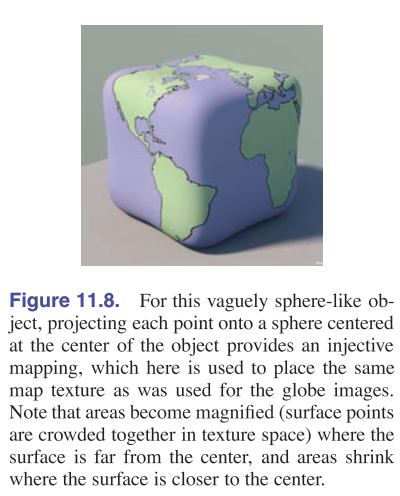 Figure 11.8. For this vaguely sphere-like ob-
ject, projecting each point onto a sphere centered
at the center of the object provides an injective
mapping, which here is used to place the same
map texture as was used for the globe images.
Note that areas become magnified (surface points
are crowded together in texture space) where the
surface is far from the center, and areas shrink
where the surface is closer to the center.